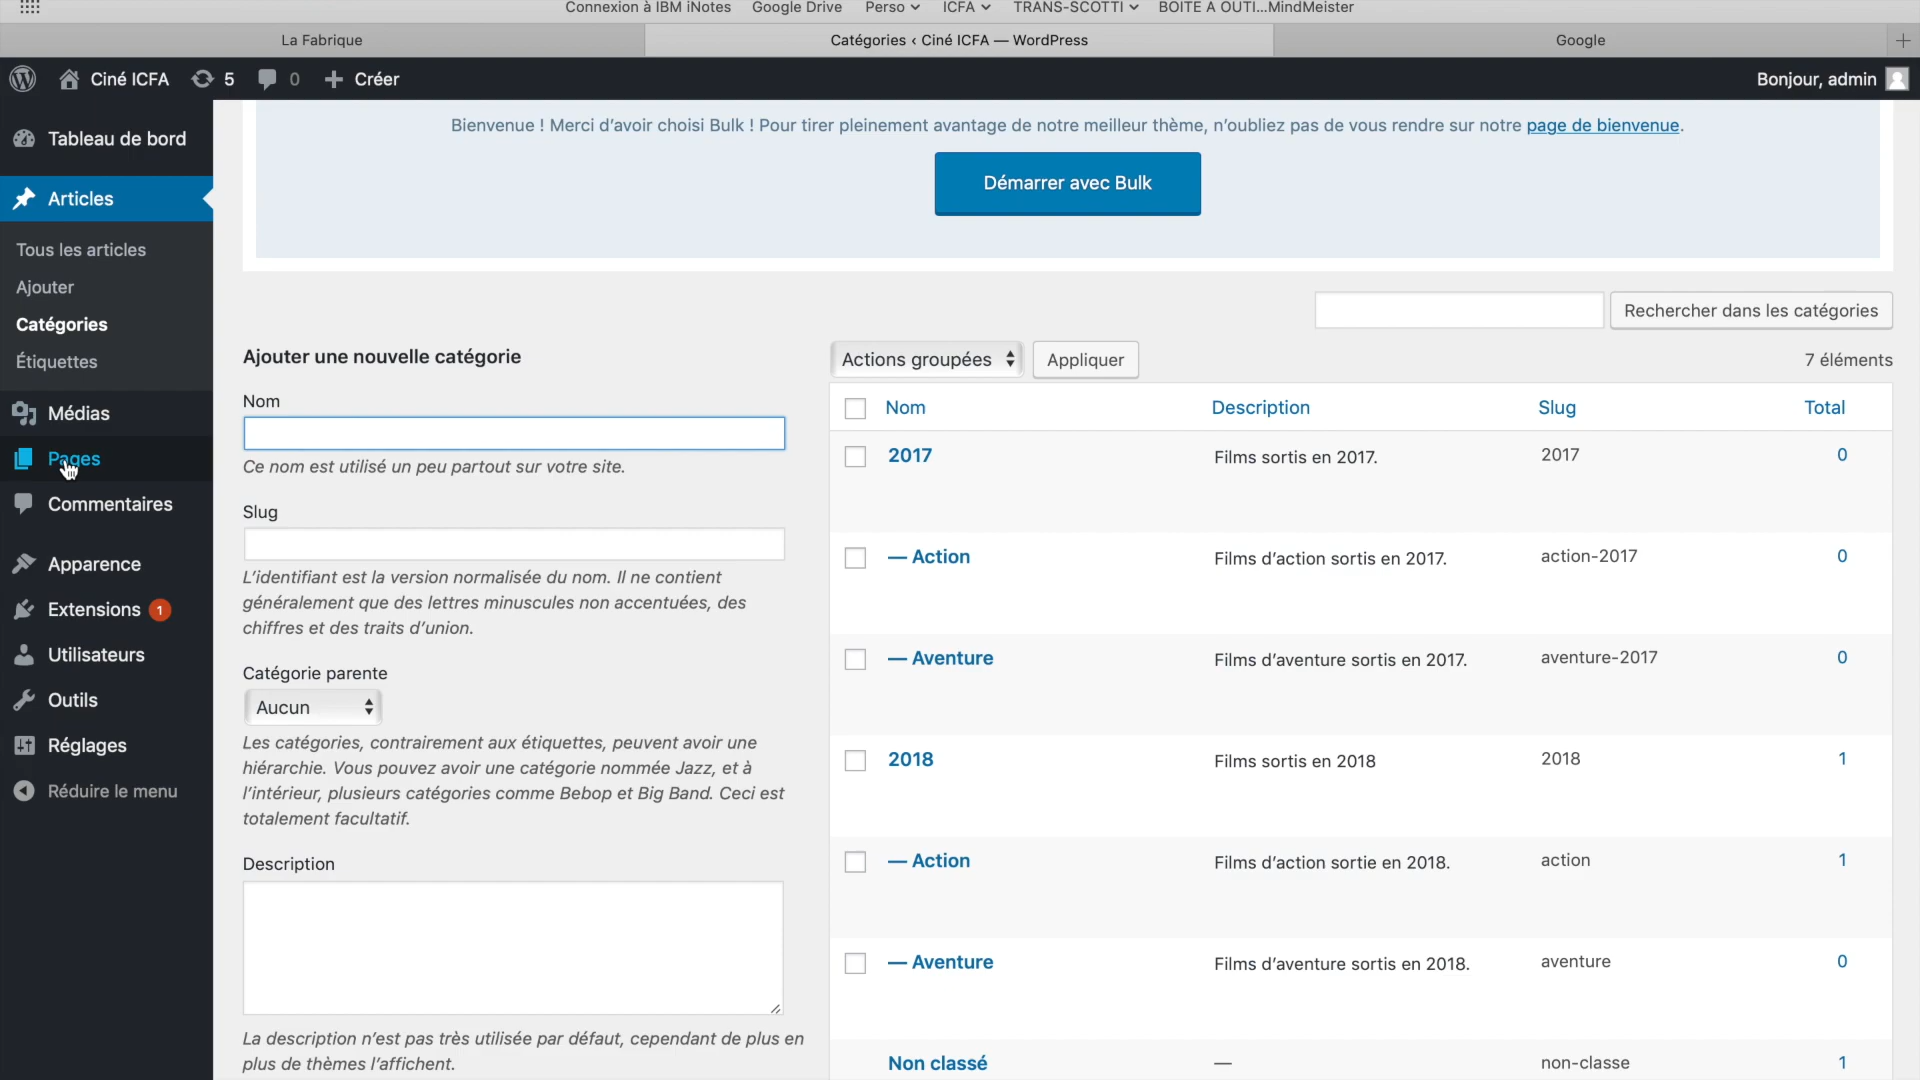 Connexion à IBM iNotes Google Drive Perso ICFA TRANS-SCOTTI BOITE A OUTI...MindMeister
La Fabrique Catégories ‹ Ciné ICFA — WordPress Google
Ciné ICFA 5 0 Créer Bonjour, admin
Tableau de bord
Articles
Tous les articles
Ajouter
Catégories
Étiquettes
Médias
Pages
Commentaires
Apparence
Extensions 1
Utilisateurs
Outils
Réglages
Réduire le menu
Bienvenue ! Merci d’avoir choisi Bulk ! Pour tirer pleinement avantage de notre meilleur thème, n’oubliez pas de vous rendre sur notre page de bienvenue.
Démarrer avec Bulk
Rechercher dans les catégories
Ajouter une nouvelle catégorie
Nom
Ce nom est utilisé un peu partout sur votre site.
Slug
L’identifiant est la version normalisée du nom. Il ne contient
généralement que des lettres minuscules non accentuées, des
chiffres et des traits d’union.
Catégorie parente
Aucun
Les catégories, contrairement aux étiquettes, peuvent avoir une
hiérarchie. Vous pouvez avoir une catégorie nommée Jazz, et à
l’intérieur, plusieurs catégories comme Bebop et Big Band. Ceci est
totalement facultatif.
Description
La description n’est pas très utilisée par défaut, cependant de plus en
plus de thèmes l’affichent.
Actions groupées Appliquer 7 éléments
Nom Description Slug Total
2017 Films sortis en 2017. 2017 0
— Action Films d’action sortis en 2017. action-2017 0
— Aventure Films d’aventure sortis en 2017. aventure-2017 0
2018 Films sortis en 2018 2018 1
— Action Films d’action sortie en 2018. action 1
— Aventure Films d’aventure sortis en 2018. aventure 0
Non classé — non-classe 1